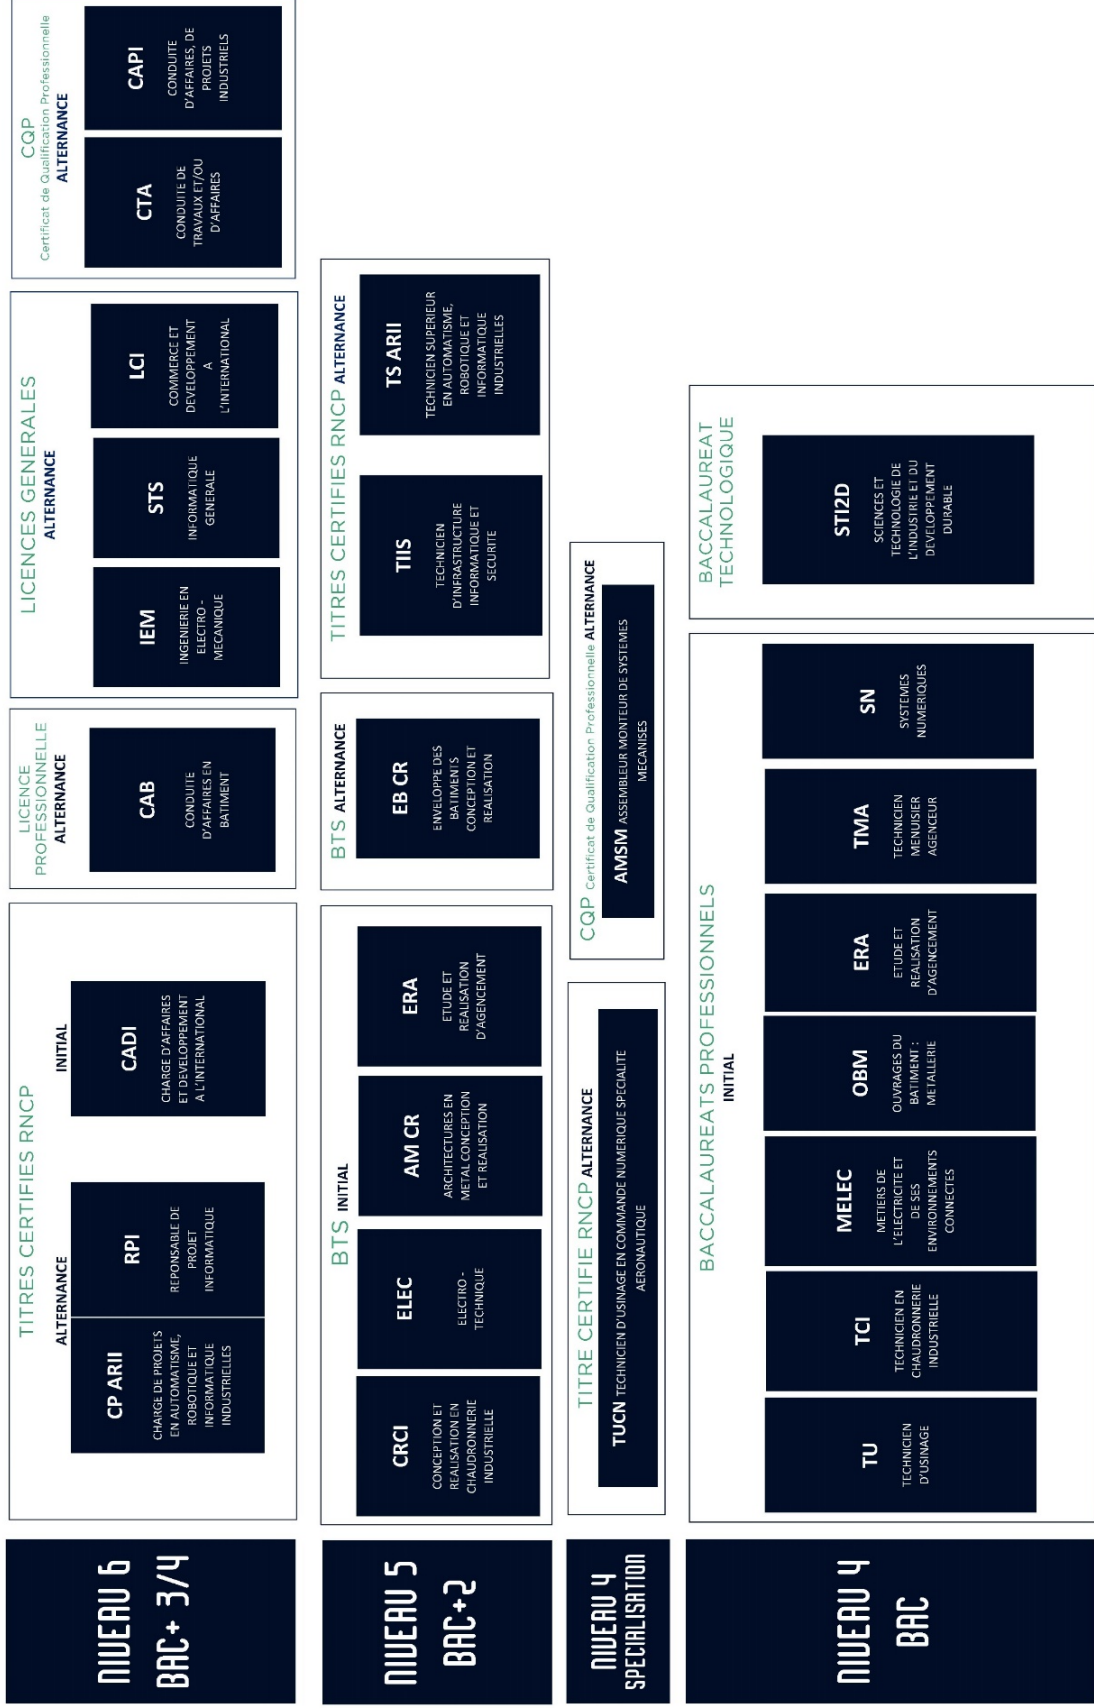 NIVEAU 6
BAC+ 3/4
TITRES CERTIFIES RNCP
ALTERNANCE
INITIAL
CP ARII
CHARGE DE PROJETS
EN AUTOMATISME,
ROBOTIQUE ET
INFORMATIQUE
INDUSTRIELLES
RPI
REPONSABLE DE
PROJET
INFORMATIQUE
CADI
CHARGE D'AFFAIRES
ET DEVELOPPEMENT
A L'INTERNATIONAL
LICENCE
PROFESSIONNELLE
ALTERNANCE
CAB
CONDUITE
D'AFFAIRES EN
BATIMENT
LICENCES GENERALES
ALTERNANCE
IEM
INGENIERIE EN
ELECTRO -
MECANIQUE
STS
INFORMATIQUE
GENERALE
LCI
COMMERCE ET
DEVELOPPEMENT
A
L'INTERNATIONAL
CQP
Certificat de Qualification Professionnelle
ALTERNANCE
CTA
CONDUITE DE
TRAVAUX ET/OU
D'AFFAIRES
CAPI
CONDUITE
D'AFFAIRES, DE
PROJETS
INDUSTRIELS
NIVEAU 5
BAC+2
BTS INITIAL
CRCI
CONCEPTION ET
REALISATION EN
CHAUDRONNERIE
INDUSTRIELLE
ELEC
ELECTRO -
TECHNIQUE
AM CR
ARCHITECTURES EN
METAL CONCEPTION
ET REALISATION
ERA
ETUDE ET
REALISATION
D'AGENCEMENT
BTS ALTERNANCE
EB CR
ENVELOPPE DES
BATIMENTS
CONCEPTION ET
REALISATION
TITRES CERTIFIES RNCP ALTERNANCE
TIIS
TECHNICIEN
D'INFRASTRUCTURE
INFORMATIQUE ET
SECURITE
TS ARII
TECHNICIEN SUPERIEUR
EN AUTOMATISME,
ROBOTIQUE ET
INFORMATIQUE
INDUSTRIELLES
NIVEAU 4
SPECIALISATION
TITRE CERTIFIE RNCP ALTERNANCE
TUCN TECHNICIEN D'USINAGE EN COMMANDE NUMERIQUE SPECIALITE
AERONAUTIQUE
CQP Certificat de Qualification Professionnelle ALTERNANCE
AMSM ASSEMBLEUR MONTEUR DE SYSTEMES
MECANISES
NIVEAU 4
BAC
BACCALAUREATS PROFESSIONNELS
INITIAL
TU
TECHNICIEN
D'USINAGE
TCI
TECHNICIEN EN
CHAUDRONNERIE
INDUSTRIELLE
MELEC
METIERS DE
L'ELECTRICITE ET
DE SES
ENVIRONNEMENTS
CONNECTES
OBM
OUVRAGES DU
BATIMENT :
METALLERIE
ERA
ETUDE ET
REALISATION
D'AGENCEMENT
TMA
TECHNICIEN
MENUISIER
AGENCEUR
SN
SYSTEMES
NUMERIQUES
BACCALAUREAT
TECHNOLOGIQUE
STI2D
SCIENCES ET
TECHNOLOGIE DE
L'INDUSTRIE ET DU
DEVELOPPEMENT
DURABLE